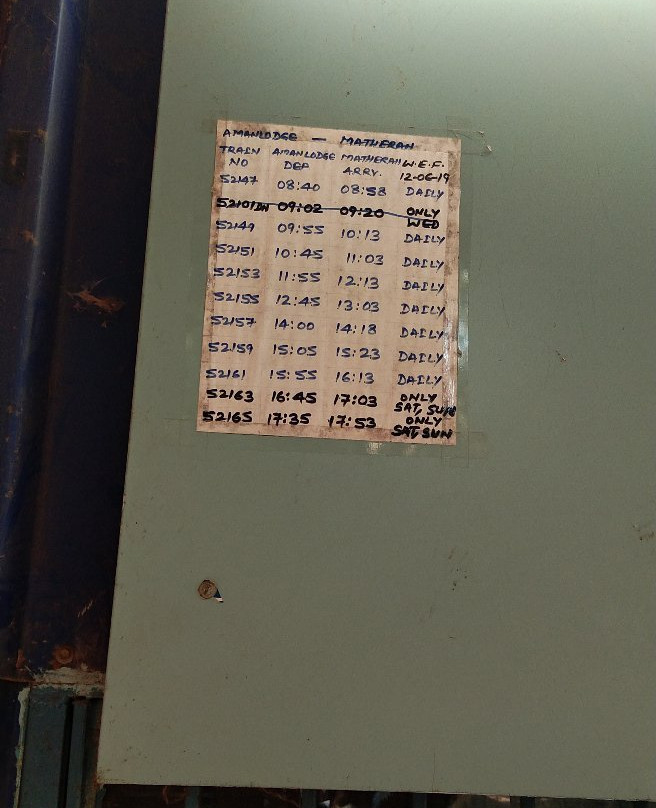 AMANLODGE — MATHERAN
TRAIN NO AMANLODGE DEP MATHERAN ARRY. W.E.F. 12-06-19
52147 08:40 08:58 DAILY
52101DN 09:02 09:20 ONLY WED
52149 09:55 10:13 DAILY
52151 10:45 11:03 DAILY
52153 11:55 12:13 DAILY
52155 12:45 13:03 DAILY
52157 14:00 14:18 DAILY
52159 15:05 15:23 DAILY
52161 15:55 16:13 DAILY
52163 16:45 17:03 ONLY SAT, SUN
52165 17:35 17:53 ONLY SAT, SUN